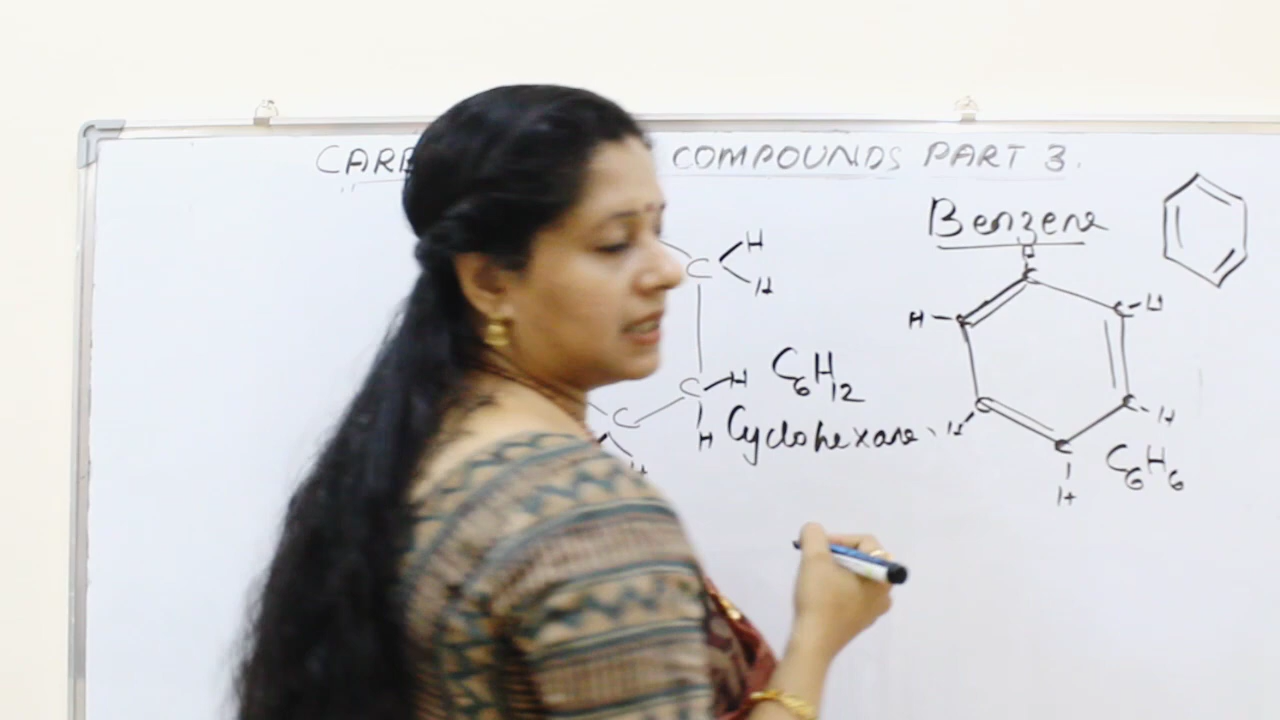 CARB COMPOUNDS PART 3.
Benzene
C H
H
C H
H
C
H
C6H12
Cyclohexane
H
C
H C
C H
C
C H
H
C
H
C6H6